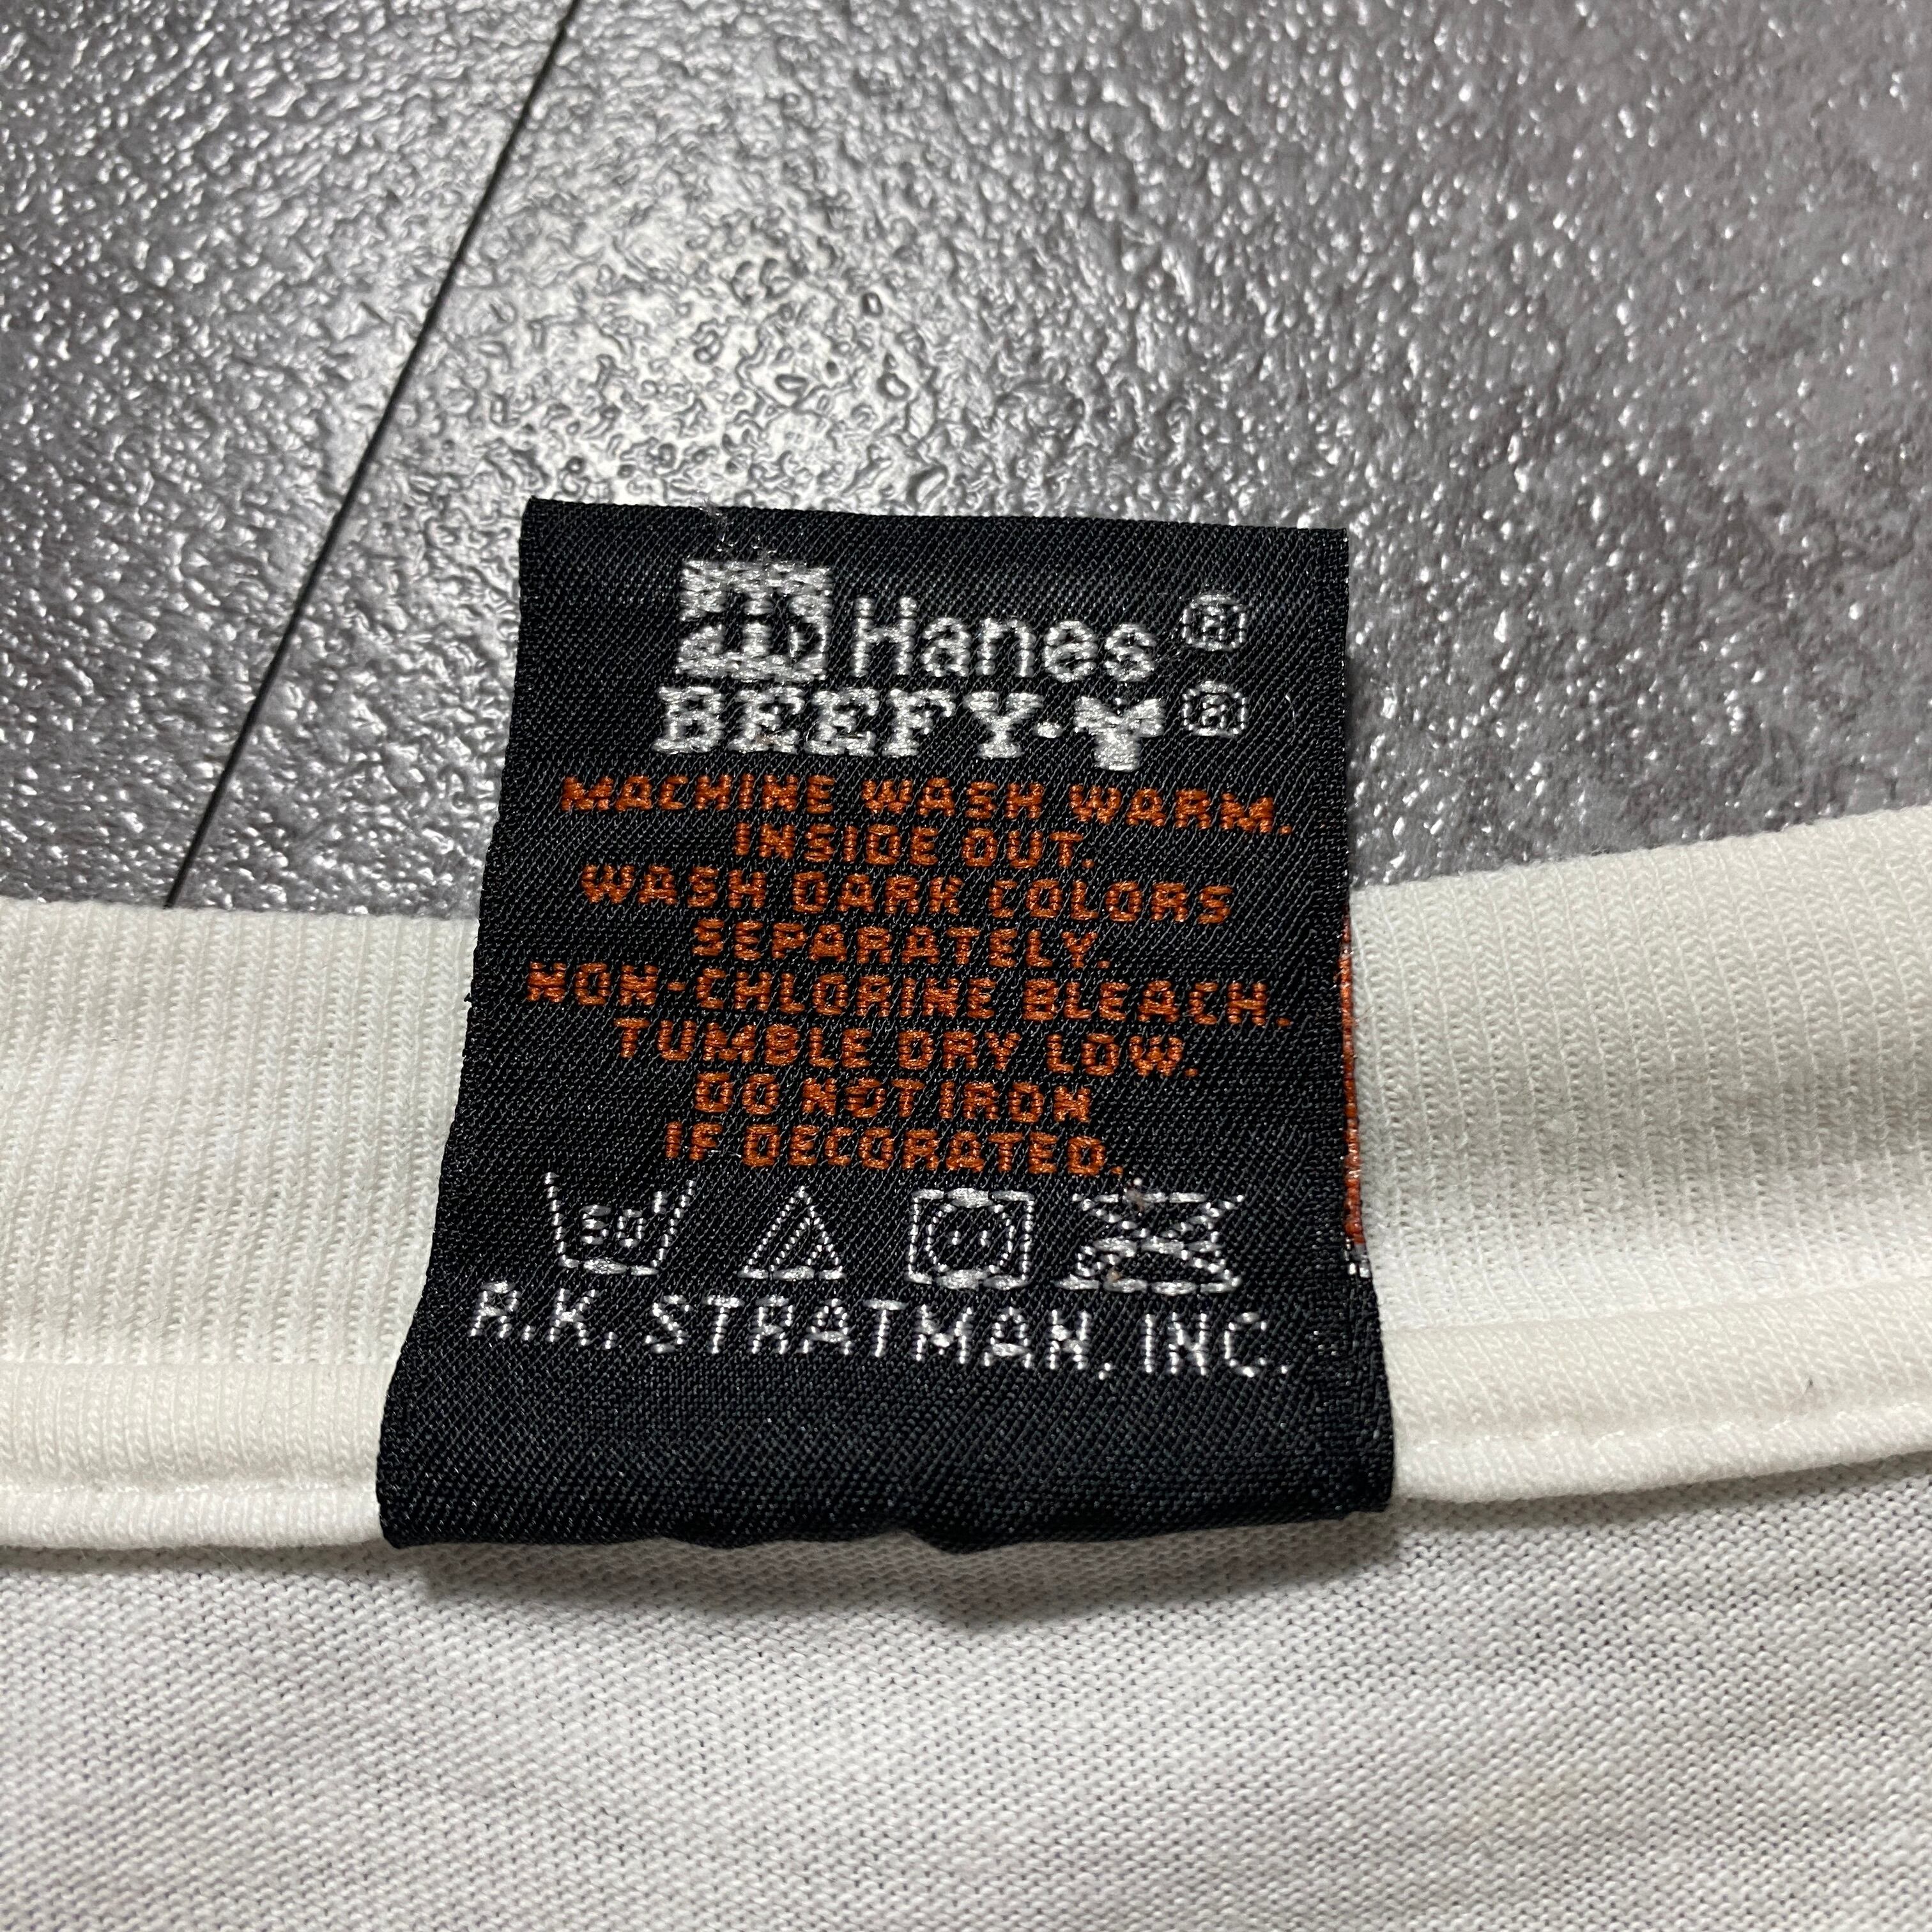 Hanes®
BEEFY-T®
MACHINE WASH WARM.
INSIDE OUT.
WASH DARK COLORS
SEPARATELY.
NON-CHLORINE BLEACH.
TUMBLE DRY LOW.
DO NOT IRON
IF DECORATED.
50°
R.K. STRATMAN, INC.